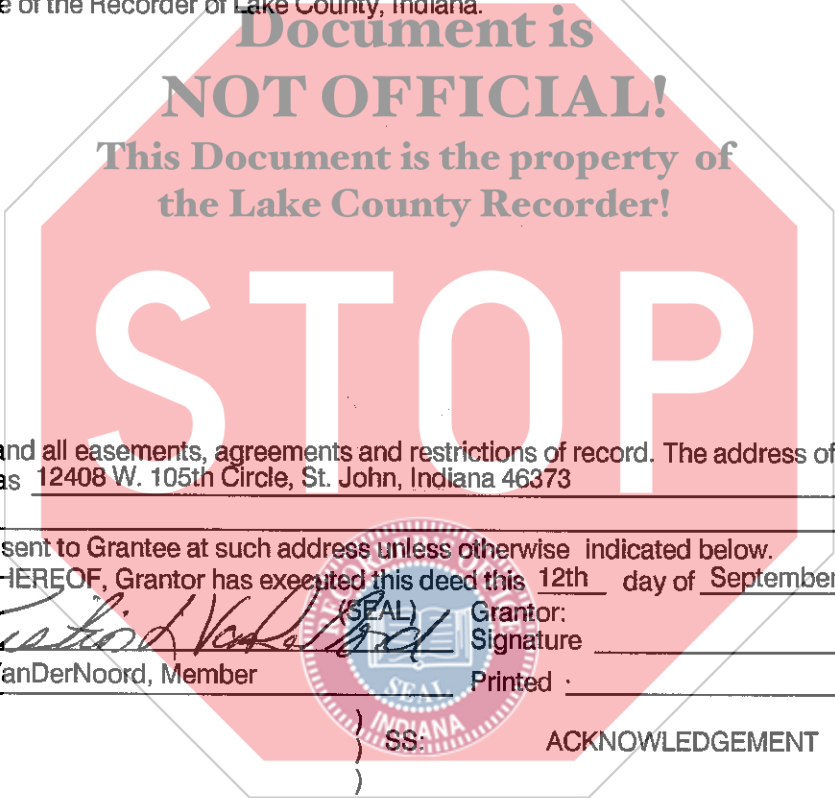 e of the Recorder of Lake County, Indiana.
Document is
NOT OFFICIAL!
This Document is the property of
the Lake County Recorder!
STOP
and all easements, agreements and restrictions of record. The address of
as 12408 W. 105th Circle, St. John, Indiana 46373
sent to Grantee at such address unless otherwise indicated below.
HEREOF, Grantor has executed this deed this 12th day of September
(SEAL) Grantor:
Signature
VanDerNoord, Member Printed
SEAL
INDIANA
) SS: ACKNOWLEDGEMENT
)